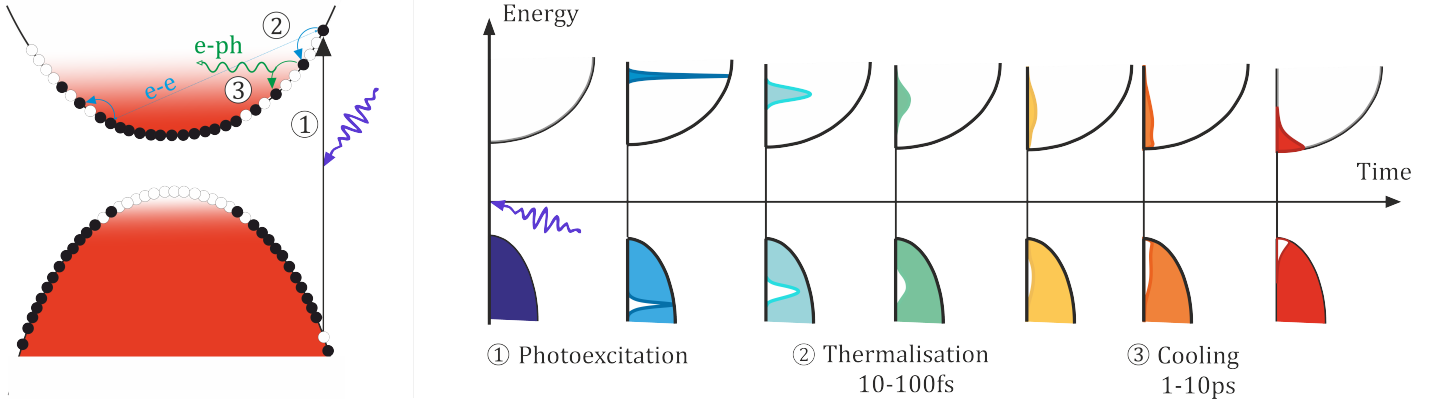 ②
e-ph
e-e
③
①
Energy
Time
① Photoexcitation
② Thermalisation
10-100fs
③ Cooling
1-10ps